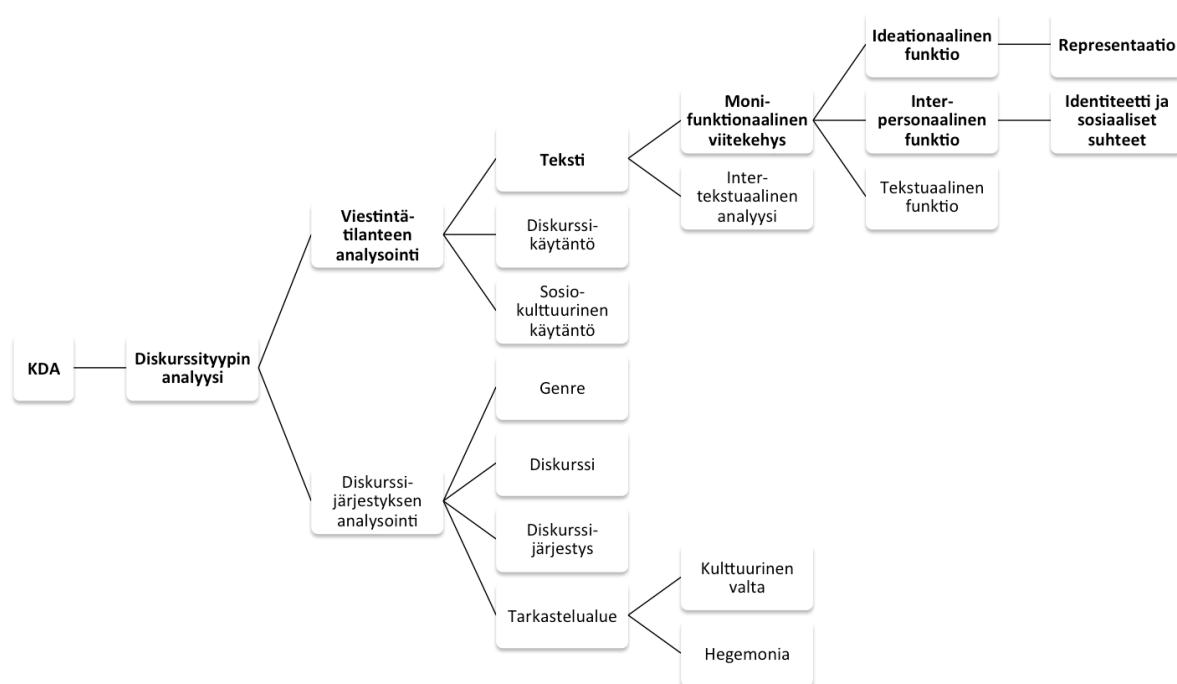 KDA
Diskurssityypin
analyysi
Viestintä-
tilanteen
analysointi
Teksti
Moni-
funktionaalinen
viitekehys
Ideationaalinen
funktio
Representaatio
Inter-
personaalinen
funktio
Identiteetti ja
sosiaaliset
suhteet
Tekstuaalinen
funktio
Inter-
tekstuaalinen
analyysi
Diskurssi-
käytäntö
Sosio-
kulttuurinen
käytäntö
Diskurssi-
järjestyksen
analysointi
Genre
Diskurssi
Diskurssi-
järjestys
Tarkastelualue
Kulttuurinen
valta
Hegemonia